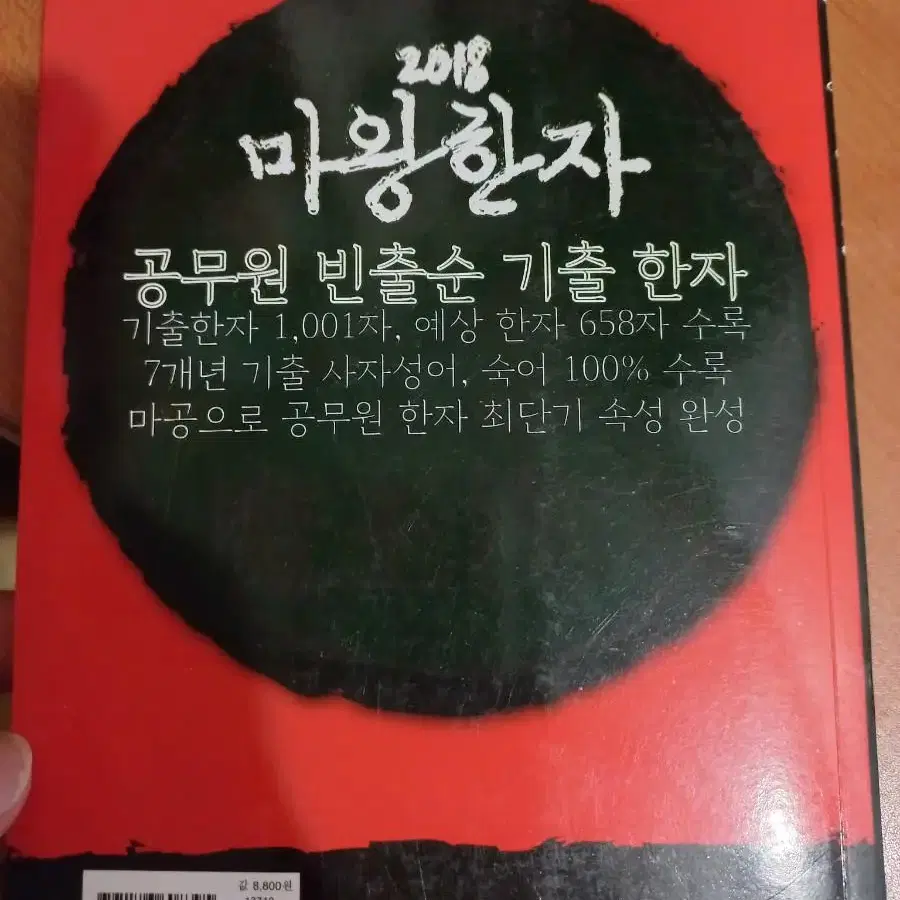 2018
마왕한자
공무원 빈출순 기출 한자
기출한자 1,001자, 예상 한자 658자 수록
7개년 기출 사자성어, 숙어 100% 수록
마공으로 공무원 한자 최단기 속성 완성
값 8,800원